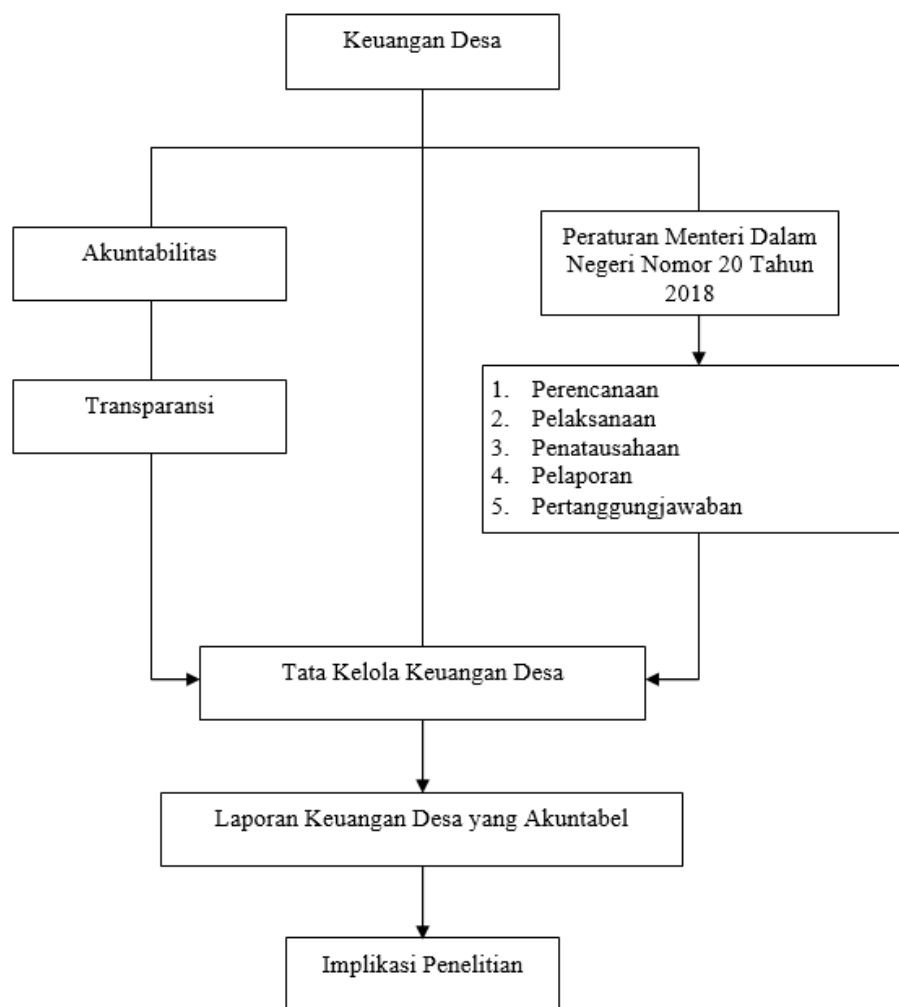 Keuangan Desa
Akuntabilitas
Peraturan Menteri Dalam
Negeri Nomor 20 Tahun
2018
Transparansi
1. Perencanaan
2. Pelaksanaan
3. Penatausahaan
4. Pelaporan
5. Pertanggungjawaban
Tata Kelola Keuangan Desa
Laporan Keuangan Desa yang Akuntabel
Implikasi Penelitian